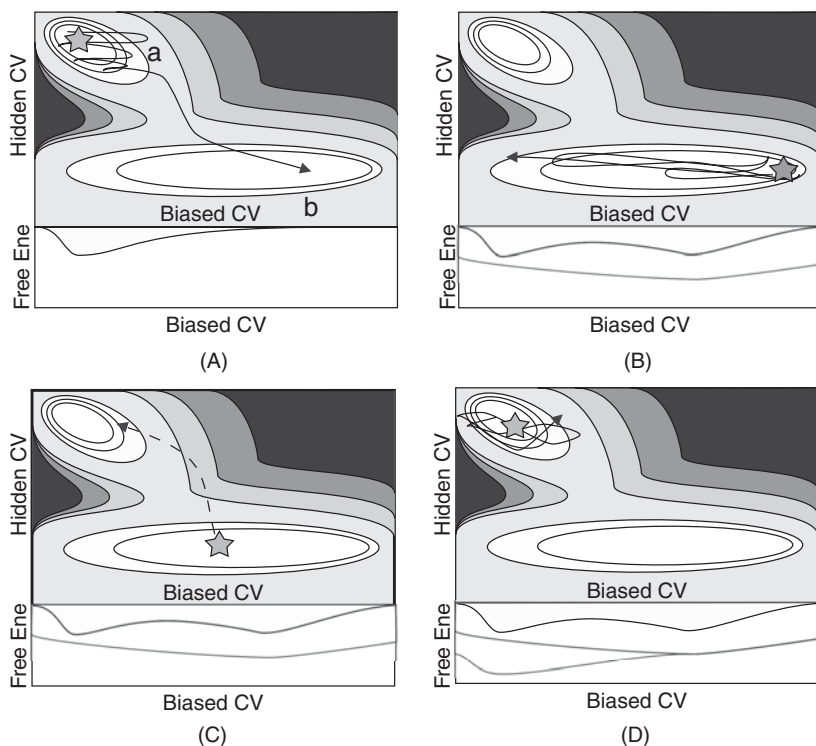 Hidden CV
a
Biased CV
b
Free Ene
Biased CV
(A)
Hidden CV
Biased CV
Free Ene
Biased CV
(B)
Hidden CV
Biased CV
Free Ene
Biased CV
(C)
Hidden CV
Biased CV
Free Ene
Biased CV
(D)